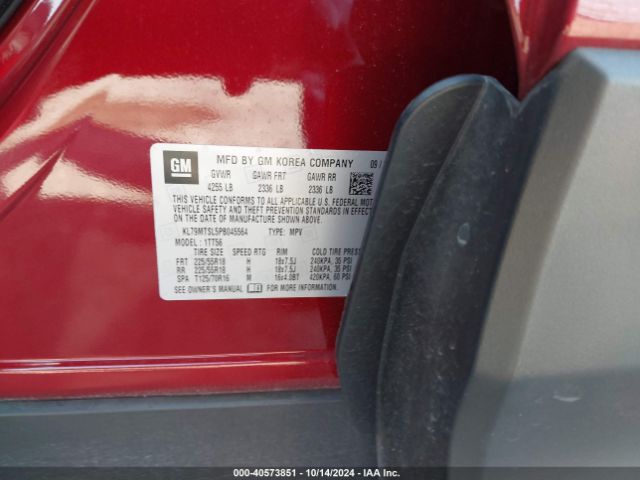 GM
MFD BY GM KOREA COMPANY 09/
GVWR GAWR FRT GAWR RR
4255 LB 2336 LB 2336 LB
THIS VEHICLE CONFORMS TO ALL APPLICABLE U.S. FEDERAL MOTOR
VEHICLE SAFETY AND THEFT PREVENTION STANDARDS IN EFFECT
ON THE DATE OF MANUFACTURE SHOWN ABOVE.
KL79MTSL5PB045564 TYPE: MPV
MODEL: 1TT56
TIRE SIZE SPEED RTG RIM COLD TIRE PRESS
FRT 225/55R18 H 18x7.5J 240KPA, 35 PSI
RR 225/55R18 H 18x7.5J 240KPA, 35 PSI
SPA T125/70R16 M 16x4.0BT 420KPA, 60 PSI
SEE OWNER'S MANUAL FOR MORE INFORMATION.
000-40573851 | 10/14/2024 | IAA Inc.